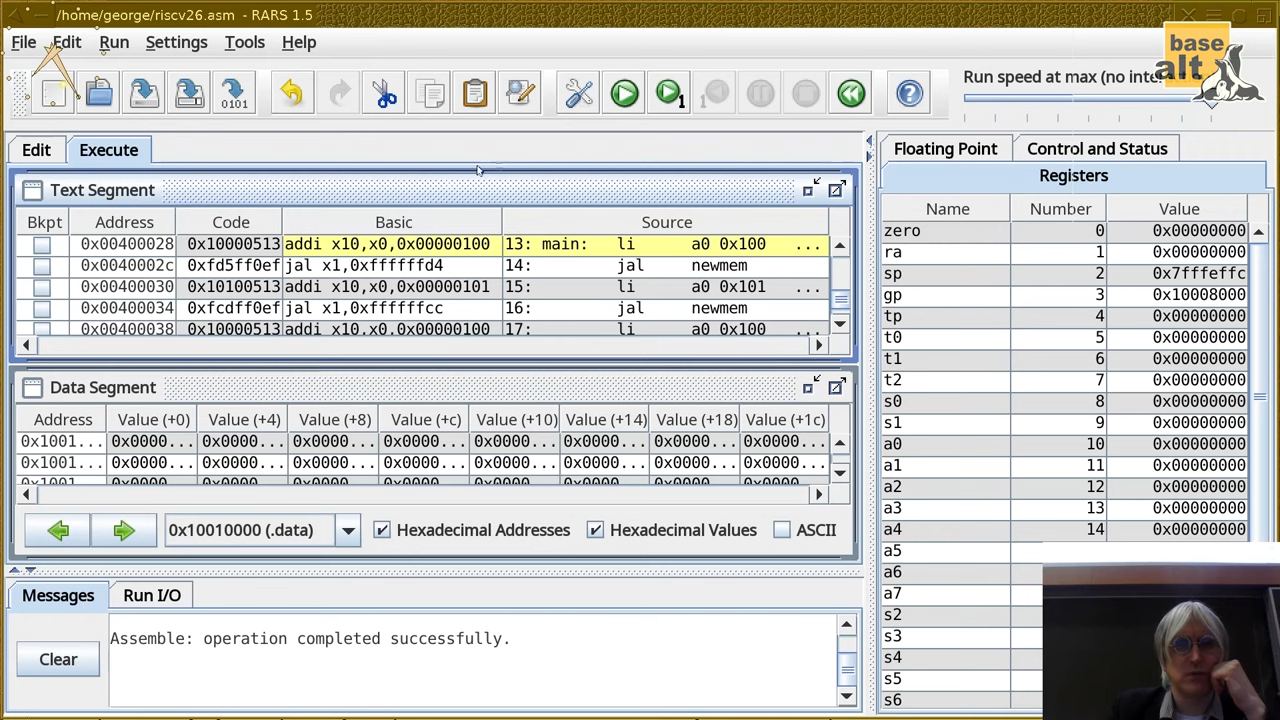 /home/george/riscv26.asm - RARS 1.5
File Edit Run Settings Tools Help
base
alt
Run speed at max (no inte
0101
1
1
Edit Execute
Floating Point Control and Status
Registers
Text Segment
Bkpt Address Code Basic Source
0x00400028 0x10000513 addi x10,x0,0x00000100 13: main: li a0 0x100 ...
0x0040002c 0xfd5ff0ef jal x1,0xffffffd4 14: jal newmem
0x00400030 0x10100513 addi x10,x0,0x00000101 15: li a0 0x101 ...
0x00400034 0xfcdff0ef jal x1,0xffffffcc 16: jal newmem
0x00400038 0x10000513 addi x10,x0,0x00000100 17: li a0 0x100 ...
Data Segment
Address Value (+0) Value (+4) Value (+8) Value (+c) Value (+10) Value (+14) Value (+18) Value (+1c)
0x1001... 0x0000... 0x0000... 0x0000... 0x0000... 0x0000... 0x0000... 0x0000... 0x0000...
0x1001... 0x0000... 0x0000... 0x0000... 0x0000... 0x0000... 0x0000... 0x0000... 0x0000...
0x10010000 (.data) Hexadecimal Addresses Hexadecimal Values ASCII
Messages Run I/O
Clear
Assemble: operation completed successfully.
Name Number Value
zero 0 0x00000000
ra 1 0x00000000
sp 2 0x7fffeffc
gp 3 0x10008000
tp 4 0x00000000
t0 5 0x00000000
t1 6 0x00000000
t2 7 0x00000000
s0 8 0x00000000
s1 9 0x00000000
a0 10 0x00000000
a1 11 0x00000000
a2 12 0x00000000
a3 13 0x00000000
a4 14 0x00000000
a5
a6
a7
s2
s3
s4
s5
s6